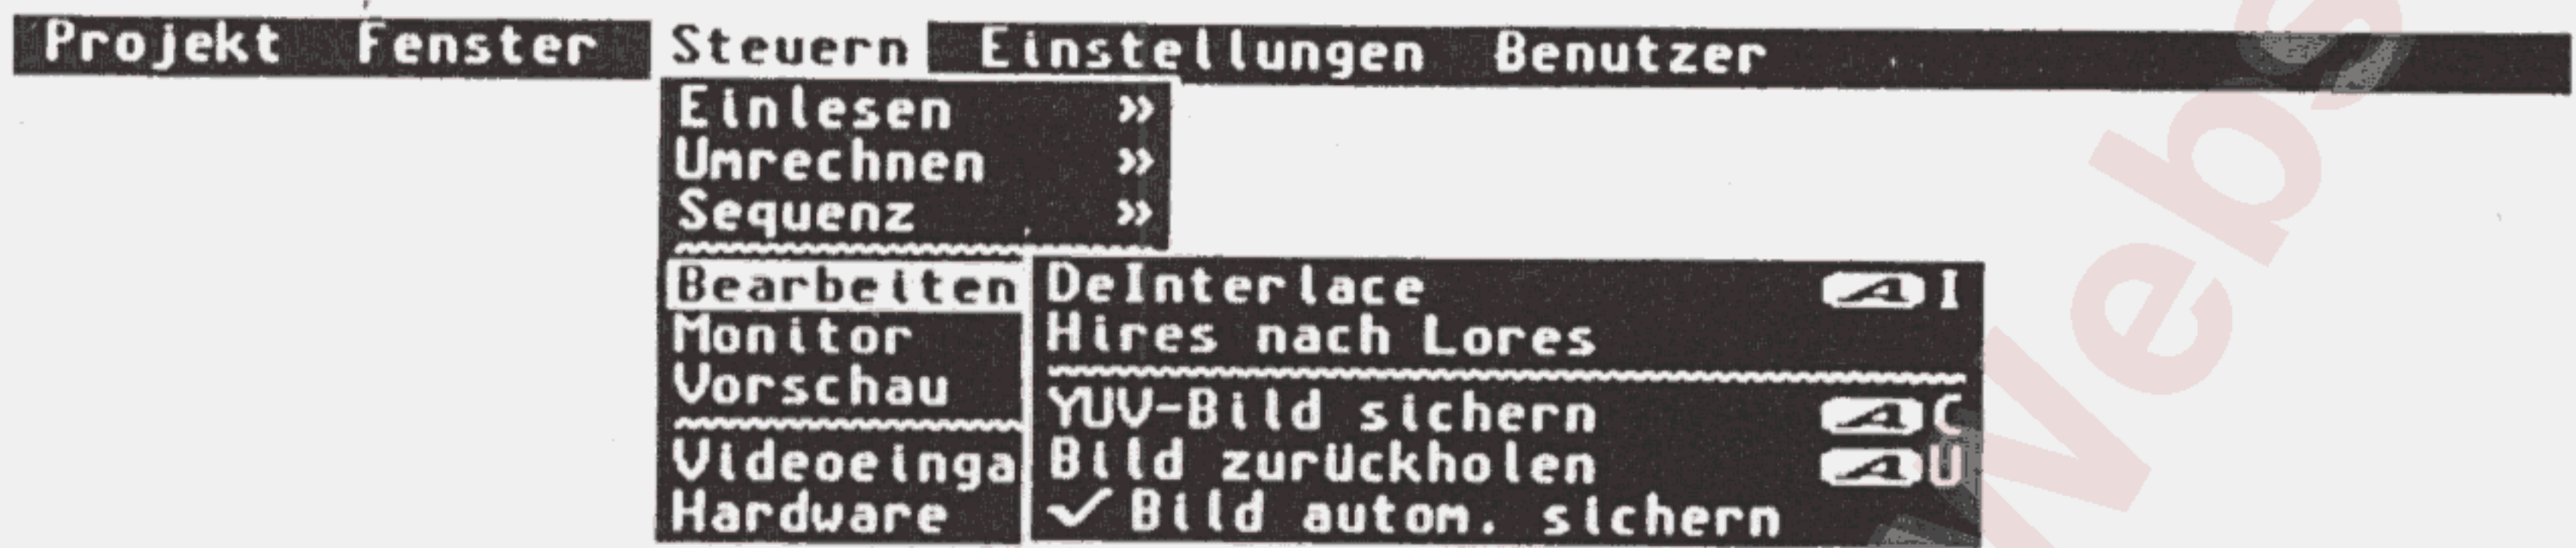 Projekt Fenster Steuern Einstellungen Benutzer
Einlesen »
Umrechnen »
Sequenz »
Bearbeiten
Monitor
Vorschau
Videoeinga
Hardware
DeInterlace A I
Hires nach Lores
YUV-Bild sichern A C
Bild zurückholen A U
✓ Bild autom. sichern
Webs